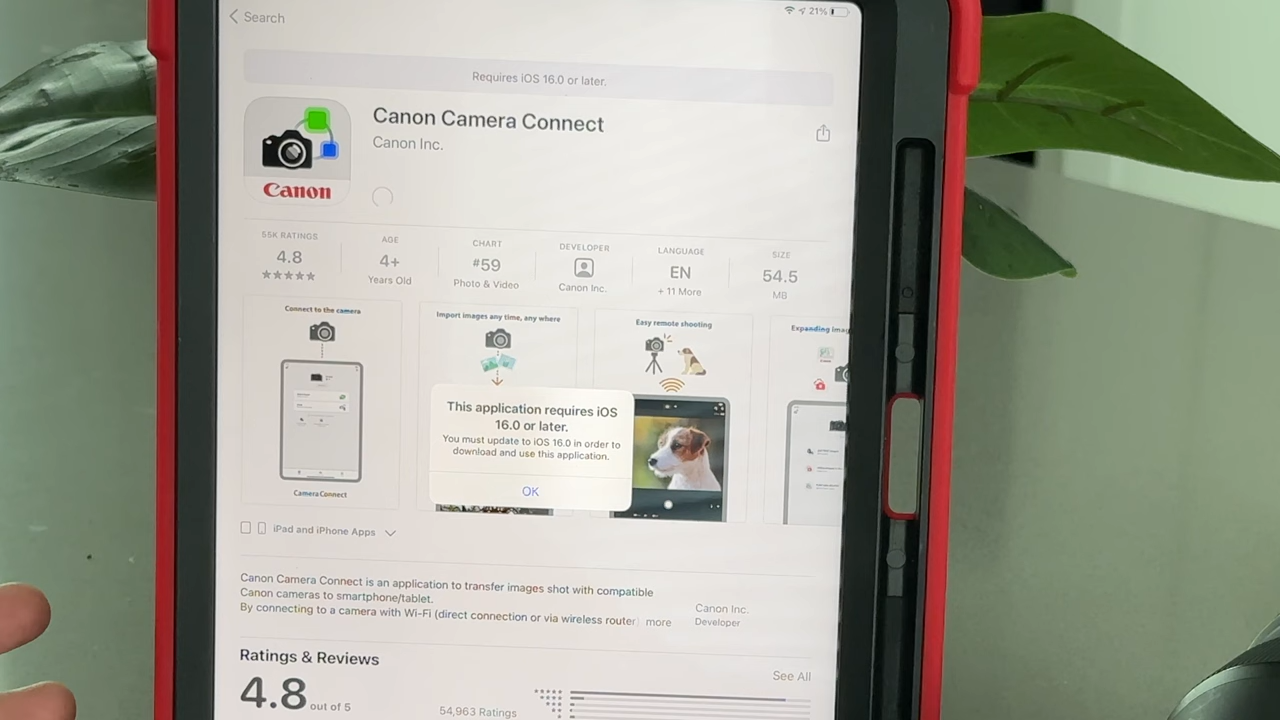 Search
21%
Requires iOS 16.0 or later.
Canon Camera Connect
Canon Inc.
Canon
55K RATINGS
4.8
AGE
4+
Years Old
CHART
#59
Photo & Video
DEVELOPER
Canon Inc.
LANGUAGE
EN
+ 11 More
SIZE
54.5
MB
Connect to the camera
Import images any time, any where
Easy remote shooting
Expanding imag
This application requires iOS
16.0 or later.
You must update to iOS 16.0 in order to
download and use this application.
OK
Camera Connect
iPad and iPhone Apps
Canon Camera Connect is an application to transfer images shot with compatible
Canon cameras to smartphone/tablet.
By connecting to a camera with Wi-Fi (direct connection or via wireless router) more
Canon Inc.
Developer
Ratings & Reviews
See All
4.8 out of 5
54,963 Ratings